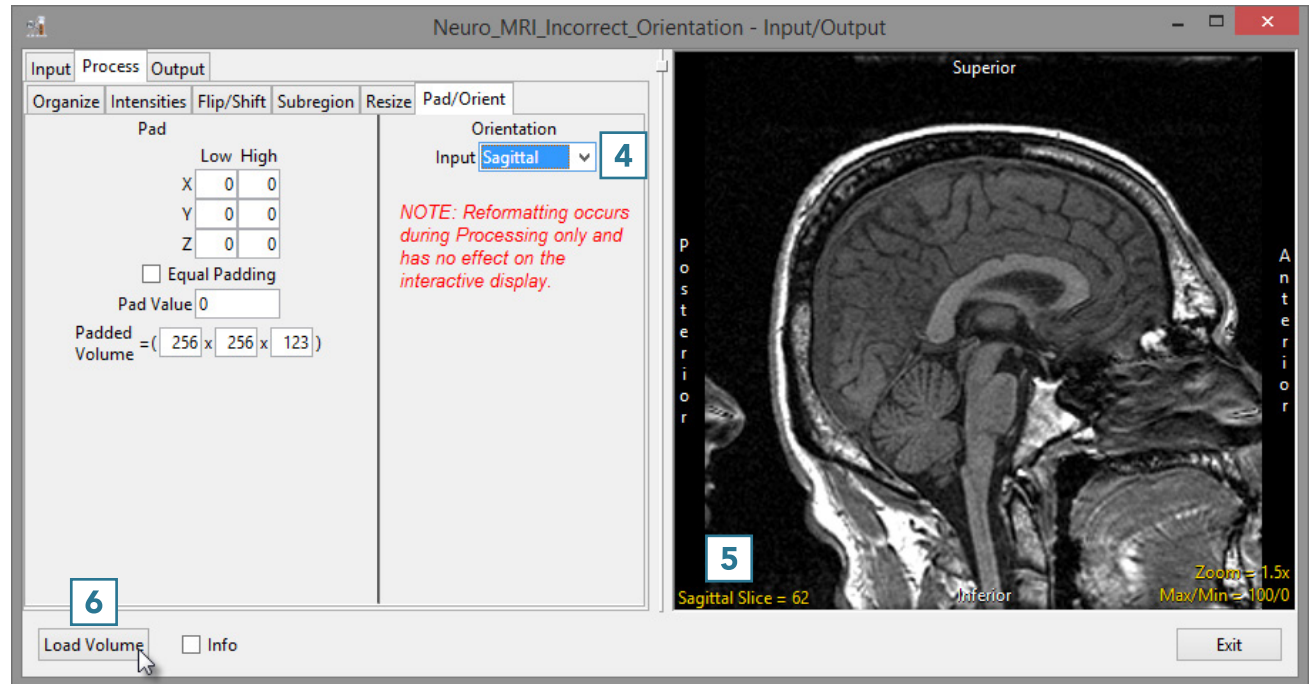 Neuro_MRI_Incorrect_Orientation - Input/Output
Input Process Output
Organize Intensities Flip/Shift Subregion Resize Pad/Orient
Pad
Low High
X 0 0
Y 0 0
Z 0 0
Equal Padding
Pad Value 0
Padded Volume =( 256 x 256 x 123 )
Orientation
Input Sagittal
4
NOTE: Reformatting occurs
during Processing only and
has no effect on the
interactive display.
Superior
Posterior
Anterior
5
Sagittal Slice = 62
Inferior
Zoom = 1.5x
Max/Min = 100/0
6
Load Volume
Info
Exit